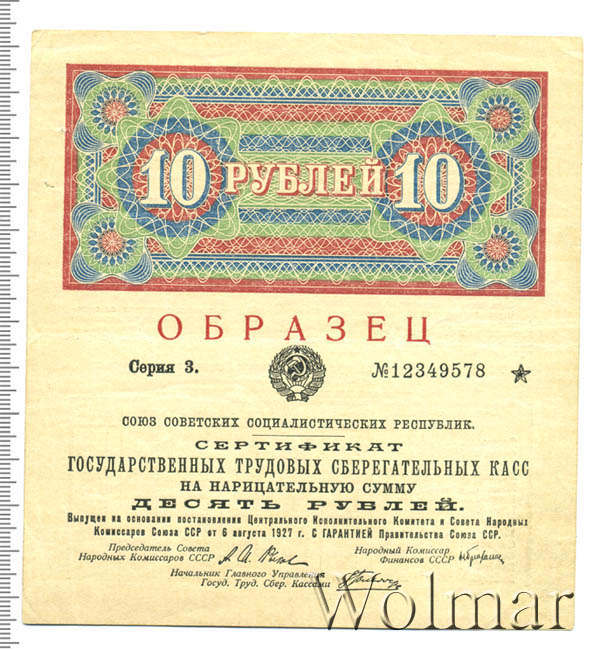 10 РУБЛЕЙ 10
ОБРАЗЕЦ
Серия 3. №12349578
СОЮЗ СОВЕТСКИХ СОЦИАЛИСТИЧЕСКИХ РЕСПУБЛИК.
СЕРТИФИКАТ
ГОСУДАРСТВЕННЫХ ТРУДОВЫХ СБЕРЕГАТЕЛЬНЫХ КАСС
НА НАРИЦАТЕЛЬНУЮ СУММУ
ДЕСЯТЬ РУБЛЕЙ.
Выпущен на основании постановления Центрального Исполнительного Комитета и Совета Народных
Комиссаров Союза ССР от 6 августа 1927 г. С ГАРАНТИЕЙ Правительства Союза ССР.
Председатель Совета
Народных Комиссаров СССР
Народный Комиссар
Финансов СССР
Начальник Главного Управления
Госуд. Труд. Сбер. Кассами
Wolmar